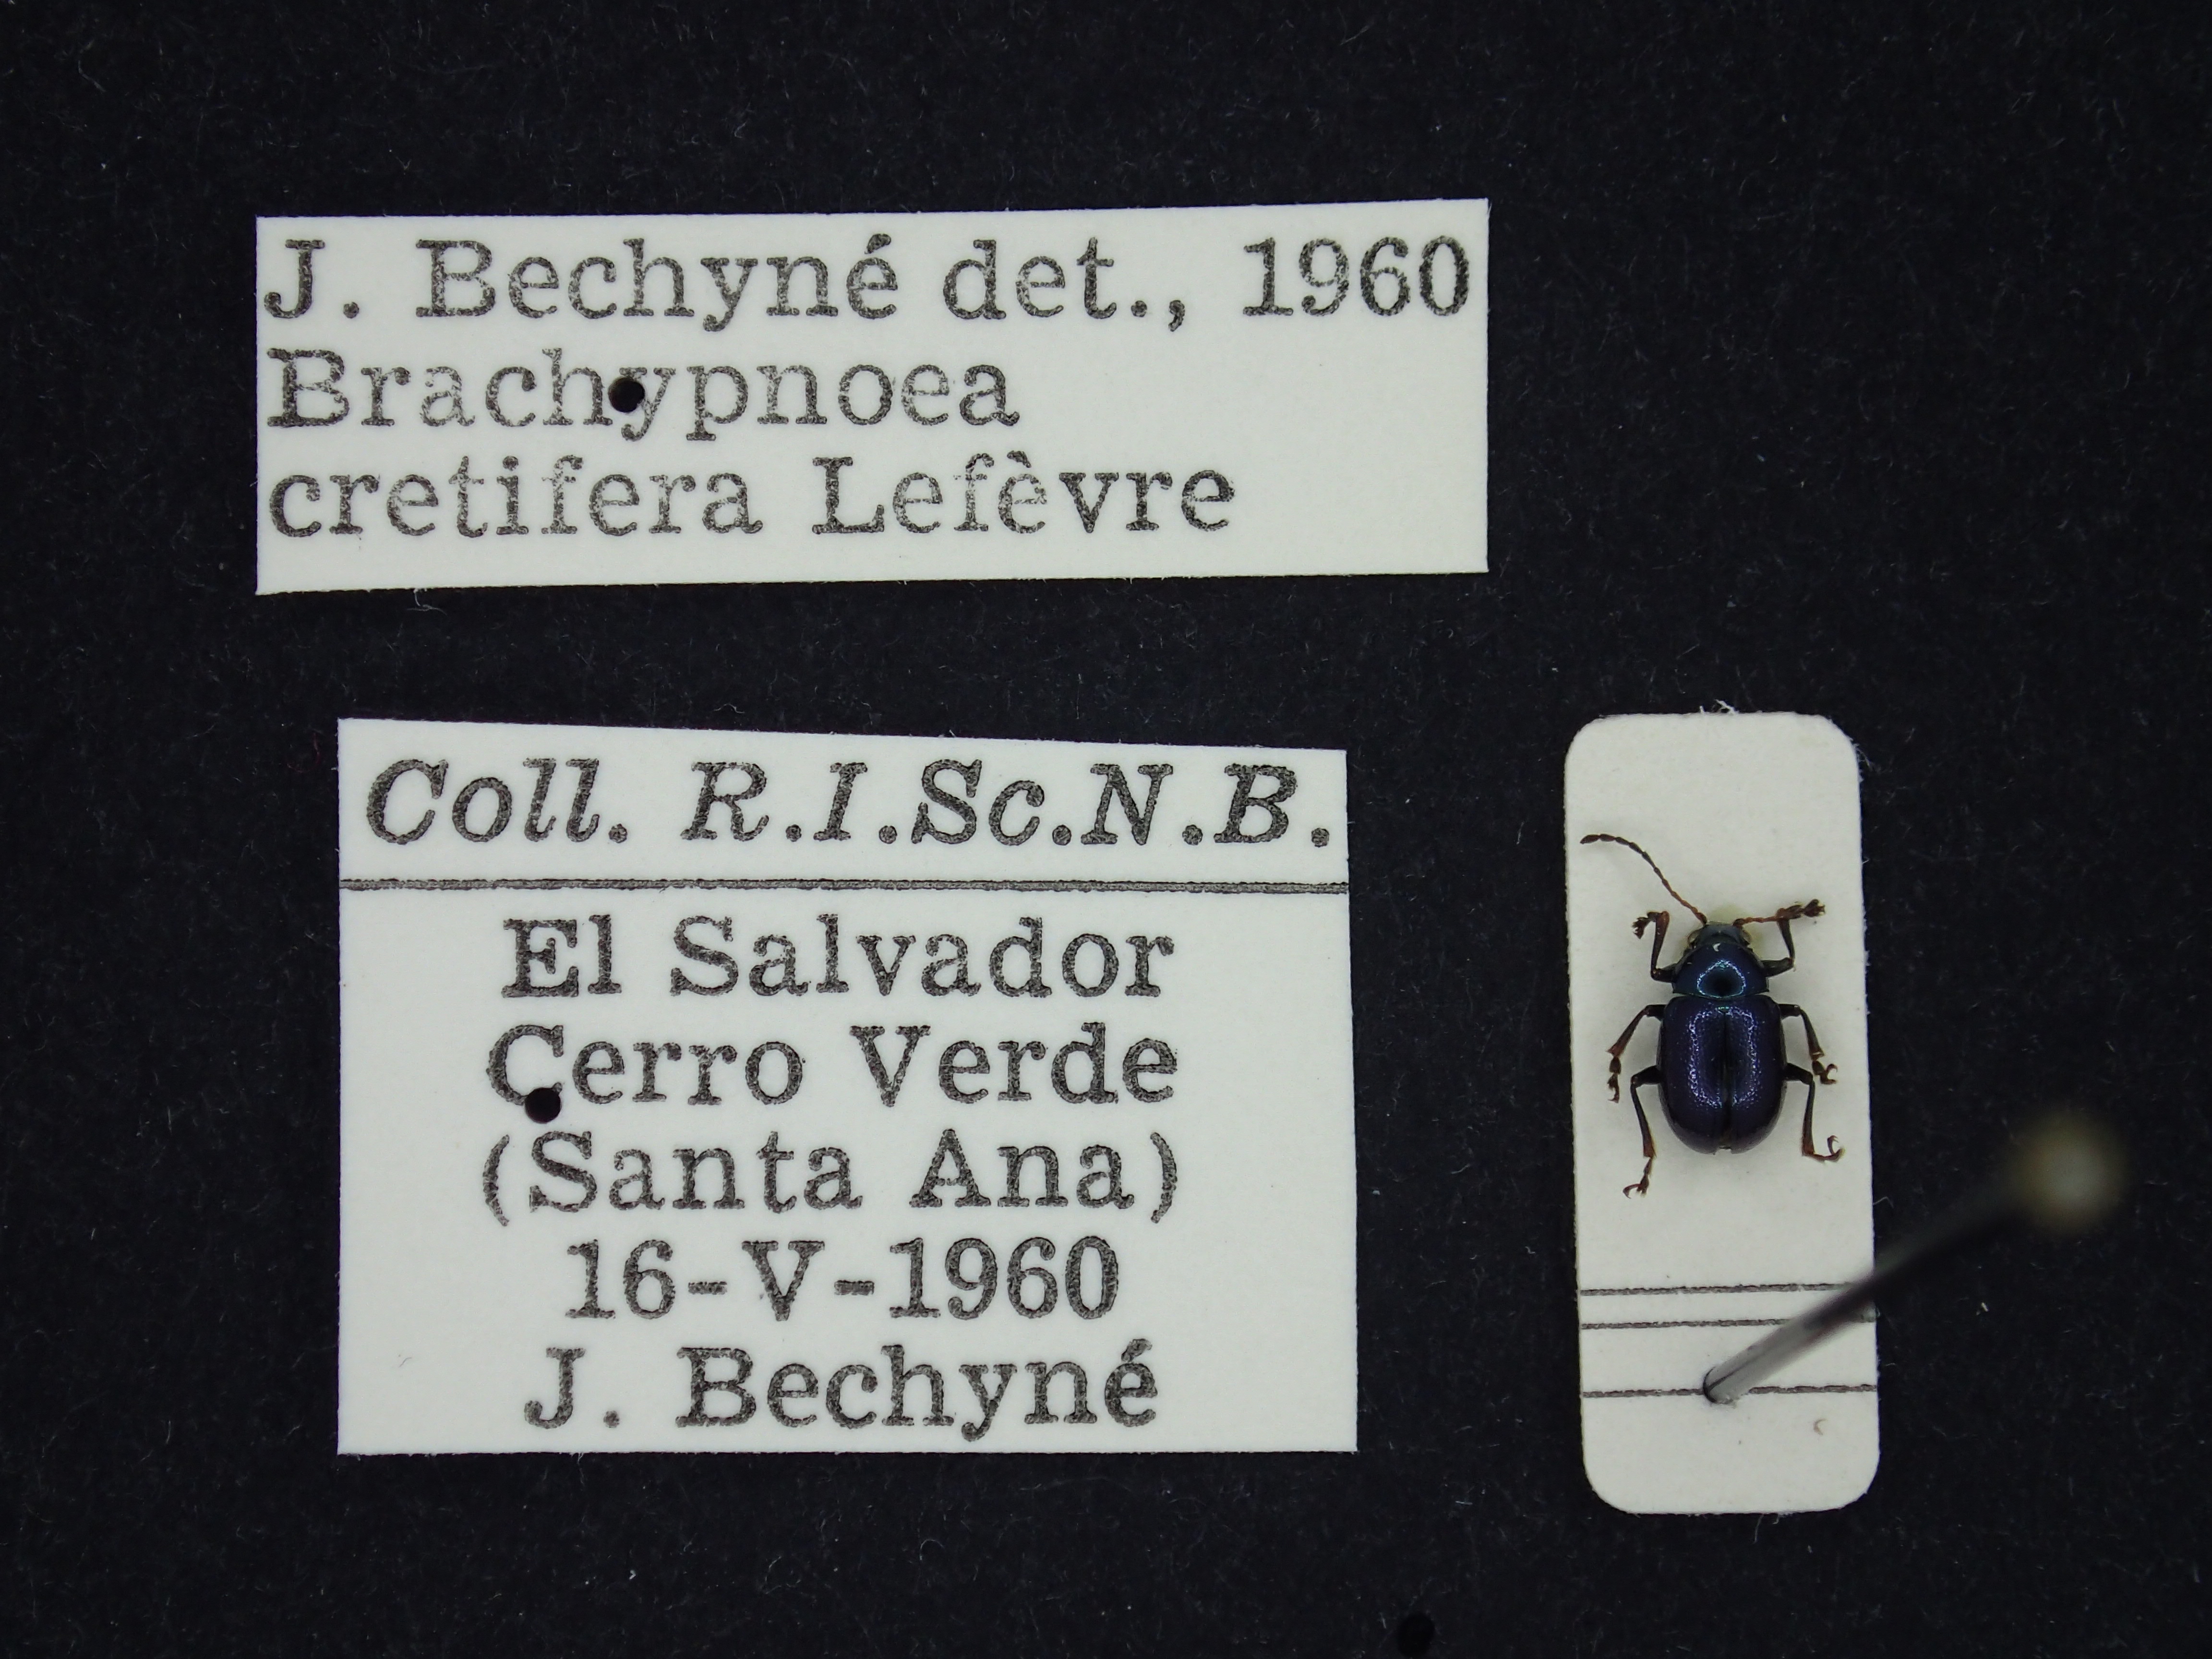 J. Bechyné det., 1960
Brachypnoea
cretifera Lefèvre
Coll. R.I.Sc.N.B.
El Salvador
Cerro Verde
(Santa Ana)
16-V-1960
J. Bechyné